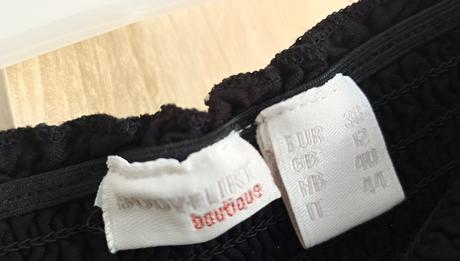 BODYFLIRT
boutique
EUR 38
GB 12
40
IT 44